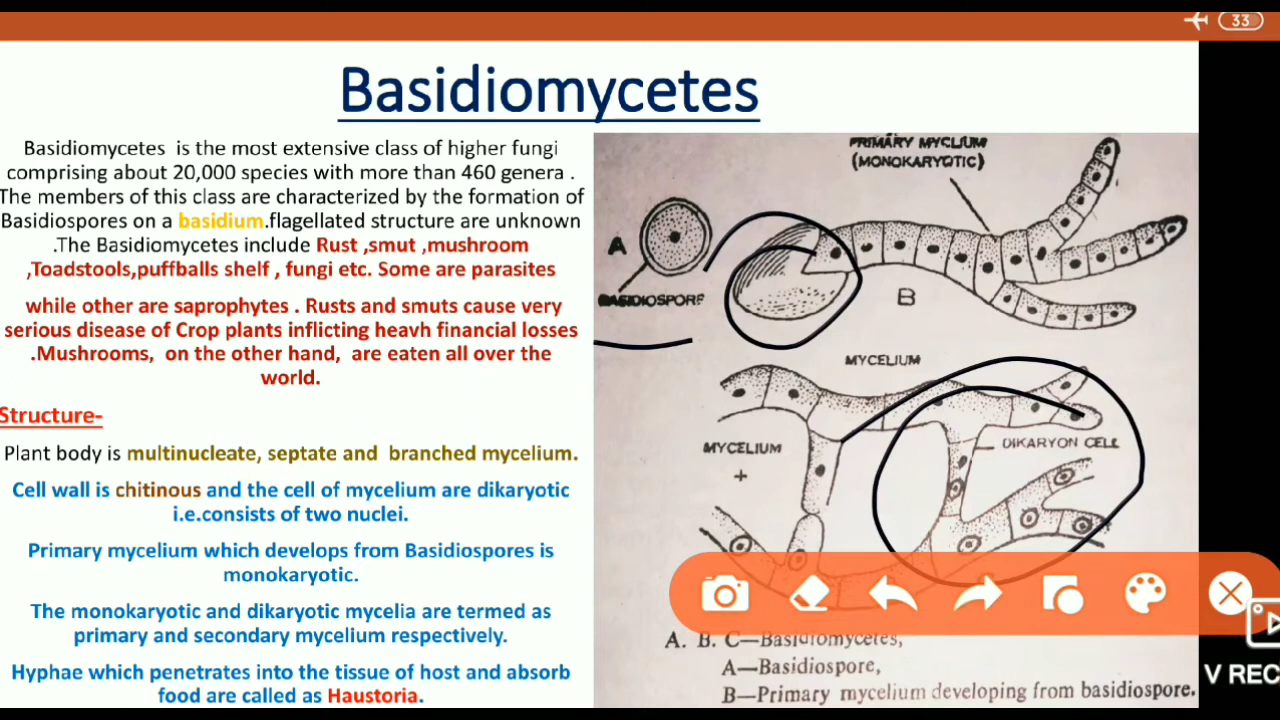 33
Basidiomycetes
Basidiomycetes is the most extensive class of higher fungi
comprising about 20,000 species with more than 460 genera .
The members of this class are characterized by the formation of
Basidiospores on a basidium.flagellated structure are unknown
.The Basidiomycetes include Rust ,smut ,mushroom
,Toadstools,puffballs shelf , fungi etc. Some are parasites
while other are saprophytes . Rusts and smuts cause very
serious disease of Crop plants inflicting heavh financial losses
.Mushrooms, on the other hand, are eaten all over the
world.
Structure-
Plant body is multinucleate, septate and branched mycelium.
Cell wall is chitinous and the cell of mycelium are dikaryotic
i.e.consists of two nuclei.
Primary mycelium which develops from Basidiospores is
monokaryotic.
The monokaryotic and dikaryotic mycelia are termed as
primary and secondary mycelium respectively.
Hyphae which penetrates into the tissue of host and absorb
food are called as Haustoria.
PRIMARY MYCLIUM
(MONOKARYOTIC)
A
BASIDIOSPORE
B
MYCELIUM
MYCELIUM
+
DIKARYON CELL
A. B. C—Basidiomycetes,
A—Basidiospore,
B—Primary mycelium developing from basidiospore.
V REC